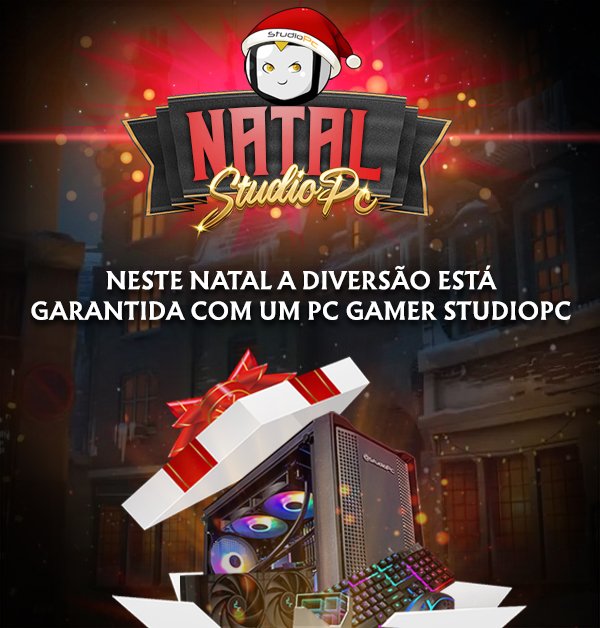 StudioPC
NATAL
StudioPc
NESTE NATAL A DIVERSÃO ESTÁ
GARANTIDA COM UM PC GAMER STUDIOPC